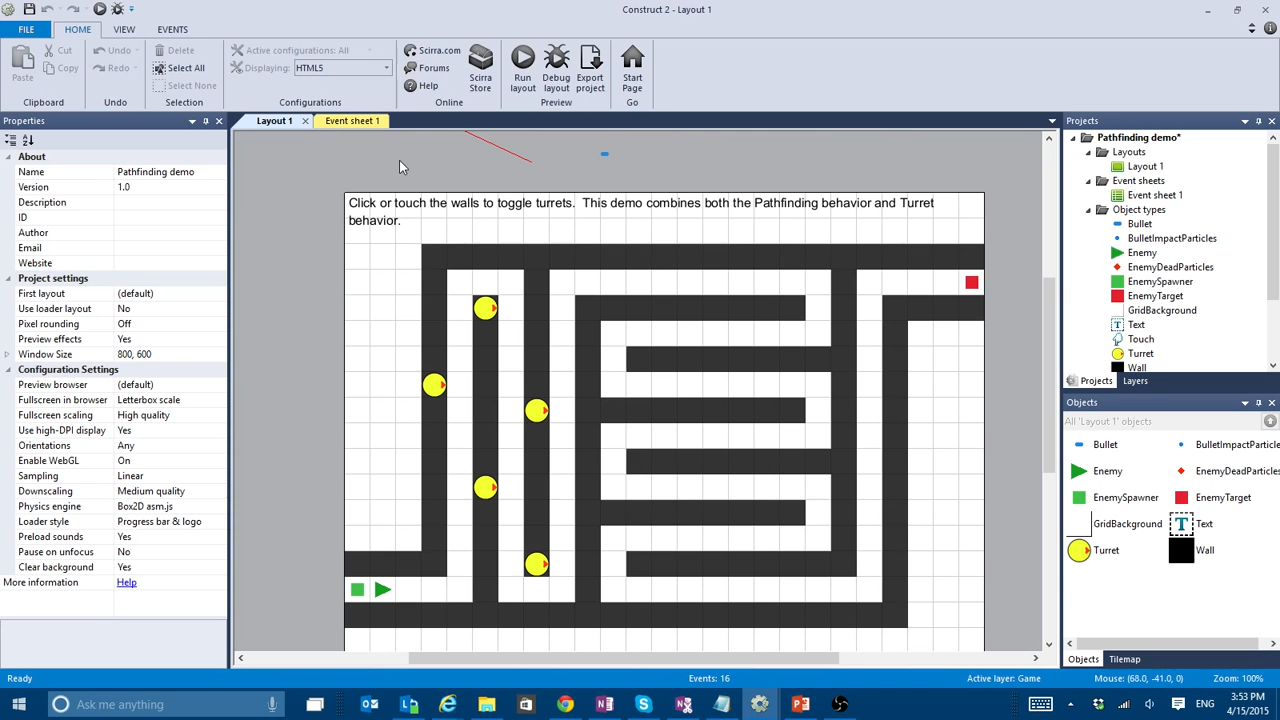 Construct 2 - Layout 1
FILE
HOME
VIEW
EVENTS
Paste
Cut
Copy
Clipboard
Undo
Redo
Undo
Delete
Select All
Select None
Selection
Active configurations: All
Displaying:
HTML5
Configurations
Scirra.com
Forums
Help
Scirra Store
Online
Run layout
Debug layout
Export project
Preview
Start Page
Go
Properties
About
Name Pathfinding demo
Version 1.0
Description
ID
Author
Email
Website
Project settings
First layout (default)
Use loader layout No
Pixel rounding Off
Preview effects Yes
Window Size 800, 600
Configuration Settings
Preview browser (default)
Fullscreen in browser Letterbox scale
Fullscreen scaling High quality
Use high-DPI display Yes
Orientations Any
Enable WebGL On
Sampling Linear
Downscaling Medium quality
Physics engine Box2D asm.js
Loader style Progress bar & logo
Preload sounds Yes
Pause on unfocus No
Clear background Yes
More information Help
Layout 1
Event sheet 1
Click or touch the walls to toggle turrets. This demo combines both the Pathfinding behavior and Turret
behavior.
Projects
Pathfinding demo*
Layouts
Layout 1
Event sheets
Event sheet 1
Object types
Bullet
BulletImpactParticles
Enemy
EnemyDeadParticles
EnemySpawner
EnemyTarget
GridBackground
Text
Touch
Turret
Wall
Projects
Layers
Objects
All 'Layout 1' objects
Bullet
BulletImpactParticles
Enemy
EnemyDeadParticles
EnemySpawner
EnemyTarget
GridBackground
T Text
Turret
Wall
Objects
Tilemap
Ready
Events: 16
Active layer: Game
Mouse: (68.0, -41.0, 0)
Zoom: 100%
Ask me anything
ENG
3:53 PM
4/15/2015